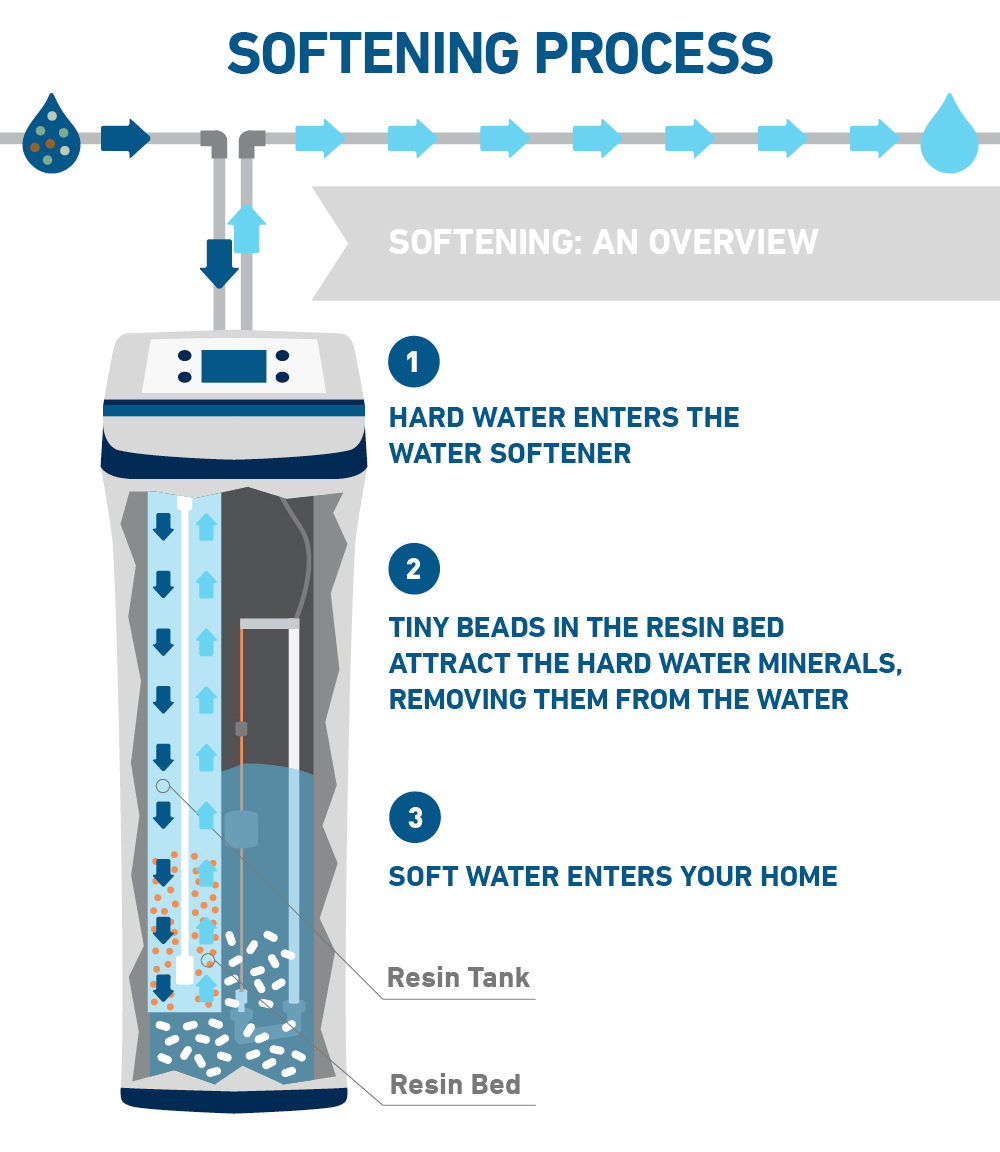 SOFTENING PROCESS
SOFTENING: AN OVERVIEW
1
HARD WATER ENTERS THE
WATER SOFTENER
2
TINY BEADS IN THE RESIN BED
ATTRACT THE HARD WATER MINERALS,
REMOVING THEM FROM THE WATER
3
SOFT WATER ENTERS YOUR HOME
Resin Tank
Resin Bed